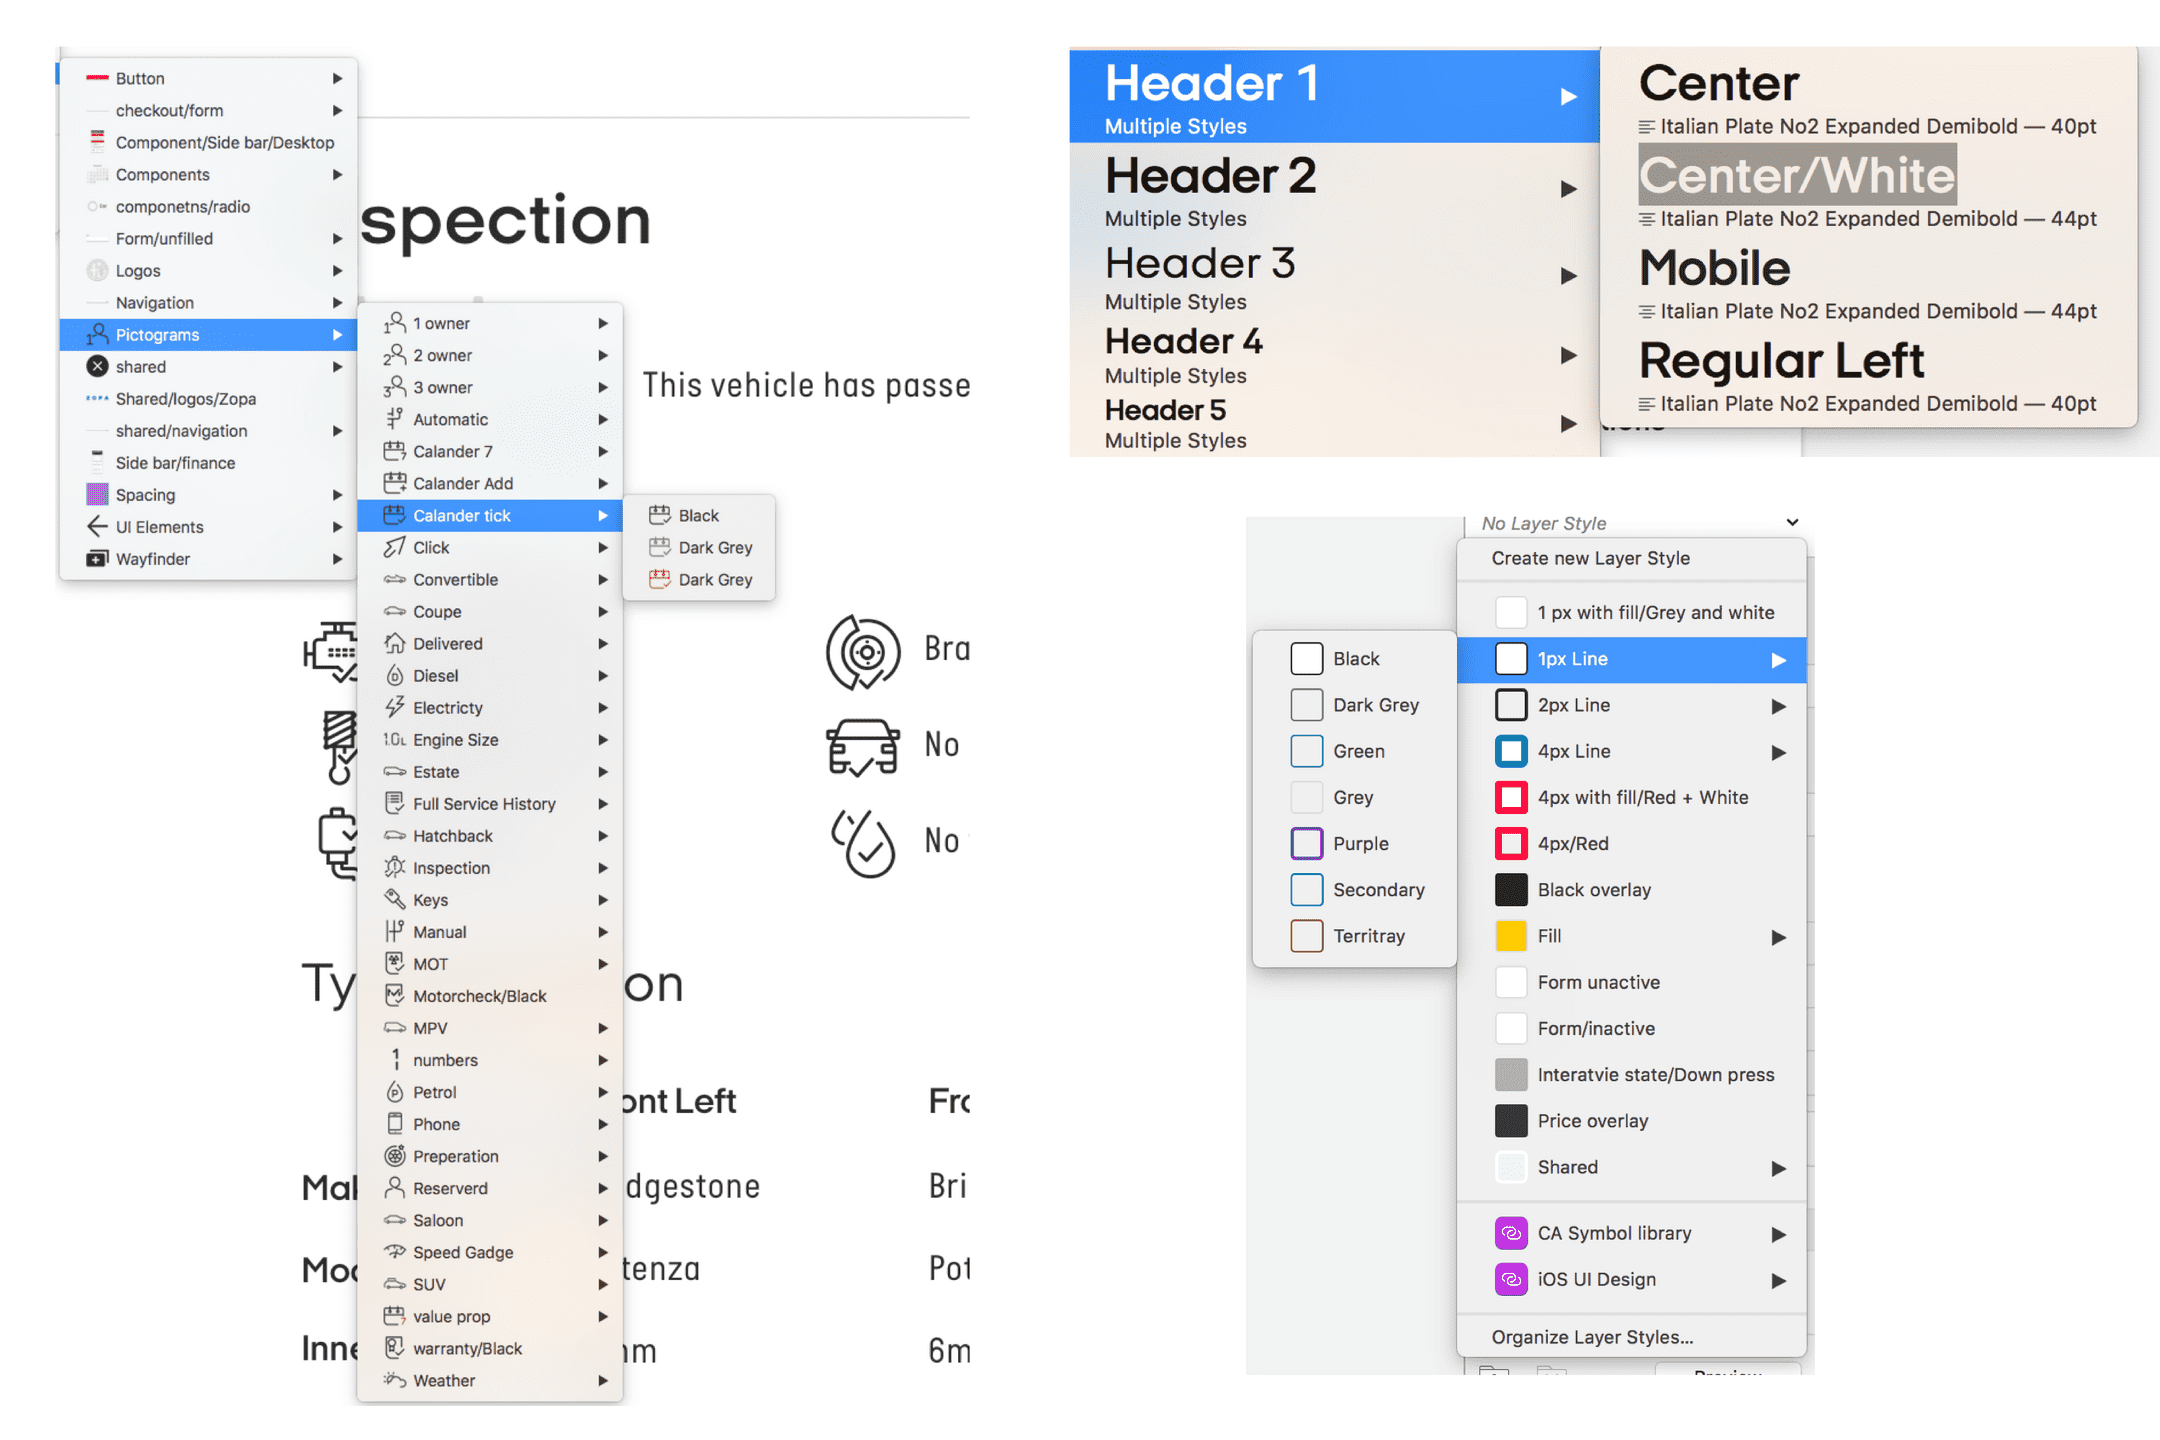 Button
checkout/form
Component/Side bar/Desktop
Components
componetns/radio
Form/unfilled
Logos
Navigation
Pictograms
shared
ZOPA Shared/logos/Zopa
shared/navigation
Side bar/finance
Spacing
UI Elements
Wayfinder
1 owner
2 owner
3 owner
Automatic
Calander 7
Calander Add
Calander tick
Click
Convertible
Coupe
Delivered
Diesel
Electricty
1.0L Engine Size
Estate
Full Service History
Hatchback
Inspection
Keys
Manual
MOT
Motorcheck/Black
MPV
numbers
Petrol
Phone
Preperation
Reserverd
Saloon
Speed Gadge
SUV
value prop
warranty/Black
Weather
Black
Dark Grey
Dark Grey
spection
This vehicle has passe
Bra
No
No
Ty on
ont Left Fro
Mak dgestone Bri
Mod tenza Pot
Inne nm 6m
Header 1
Multiple Styles
Header 2
Multiple Styles
Header 3
Multiple Styles
Header 4
Multiple Styles
Header 5
Multiple Styles
Center
Italian Plate No2 Expanded Demibold — 40pt
Center/White
Italian Plate No2 Expanded Demibold — 44pt
Mobile
Italian Plate No2 Expanded Demibold — 44pt
Regular Left
Italian Plate No2 Expanded Demibold — 40pt
No Layer Style
Create new Layer Style
1 px with fill/Grey and white
1px Line
2px Line
4px Line
4px with fill/Red + White
4px/Red
Black overlay
Fill
Form unactive
Form/inactive
Interatvie state/Down press
Price overlay
Shared
CA Symbol library
iOS UI Design
Organize Layer Styles...
Black
Dark Grey
Green
Grey
Purple
Secondary
Territray